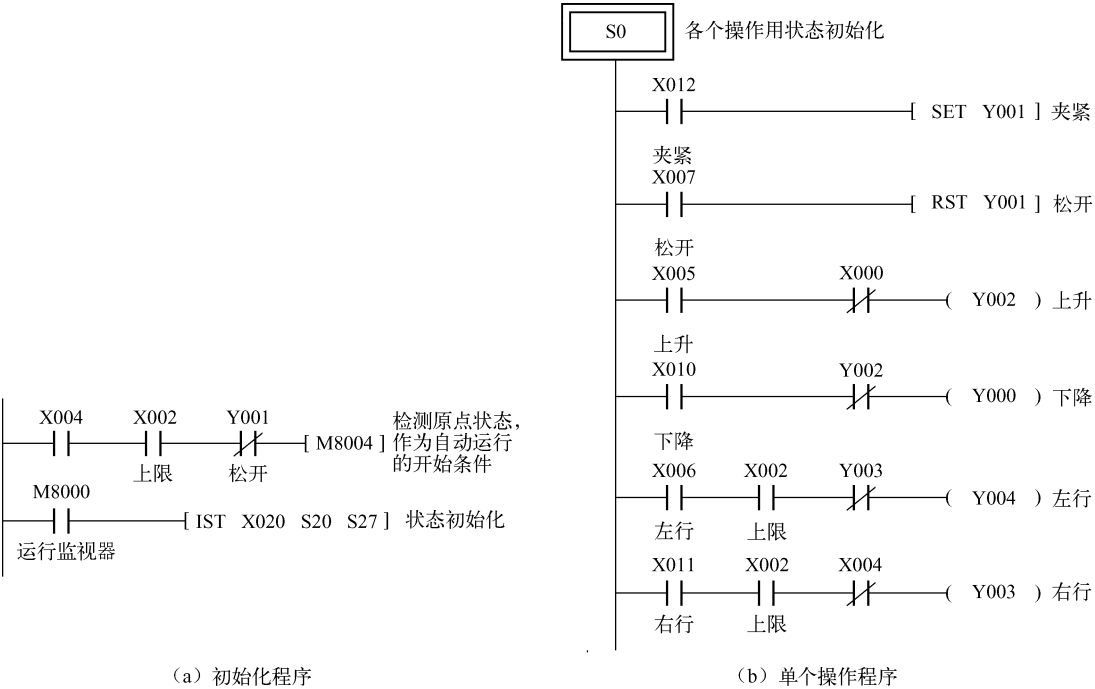 S0 各个操作用状态初始化
X012
[ SET Y001 ] 夹紧
夹紧
X007
[ RST Y001 ] 松开
松开
X005 X000
( Y002 ) 上升
上升
X010 Y002
( Y000 ) 下降
下降
X006 X002 Y003
( Y004 ) 左行
左行 上限
X011 X002 X004
( Y003 ) 右行
右行 上限
X004 X002 Y001
[ M8004 ]
上限 松开
检测原点状态，
作为自动运行
的开始条件
M8000
[ IST X020 S20 S27 ] 状态初始化
运行监视器
（a）初始化程序
（b）单个操作程序